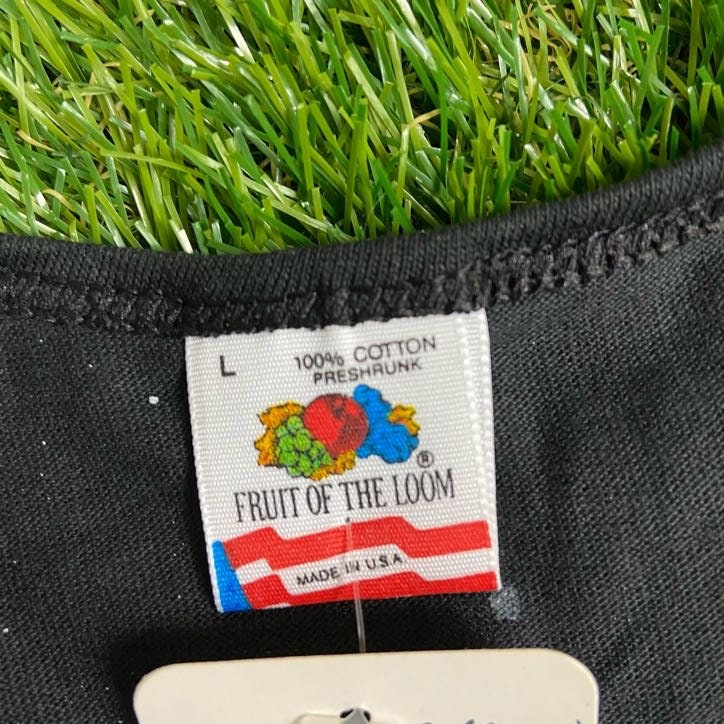 L
100% COTTON
PRESHRUNK
®
FRUIT OF THE LOOM
MADE IN U.S.A.